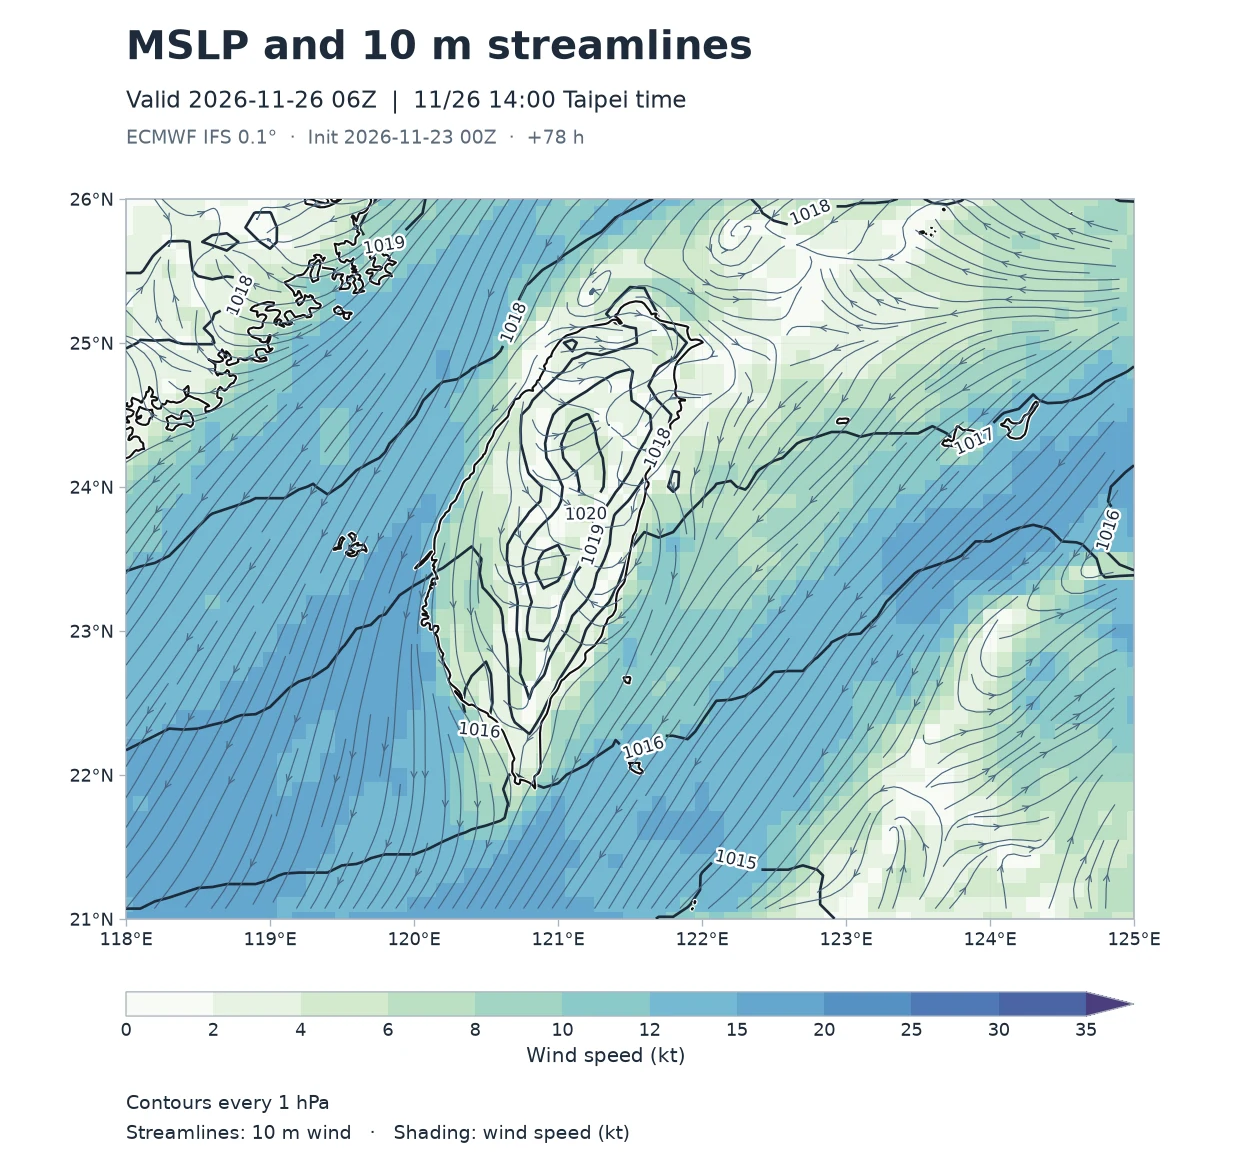 MSLP and 10 m streamlines
Valid 2026-11-26 06Z | 11/26 14:00 Taipei time
ECMWF IFS 0.1° · Init 2026-11-23 00Z · +78 h
26°N
25°N
24°N
23°N
22°N
21°N
1018
1019
1018
1018
1018
1017
1020
1019
1016
1016
1016
1015
118°E 119°E 120°E 121°E 122°E 123°E 124°E 125°E
0 2 4 6 8 10 12 15 20 25 30 35
Wind speed (kt)
Contours every 1 hPa
Streamlines: 10 m wind · Shading: wind speed (kt)